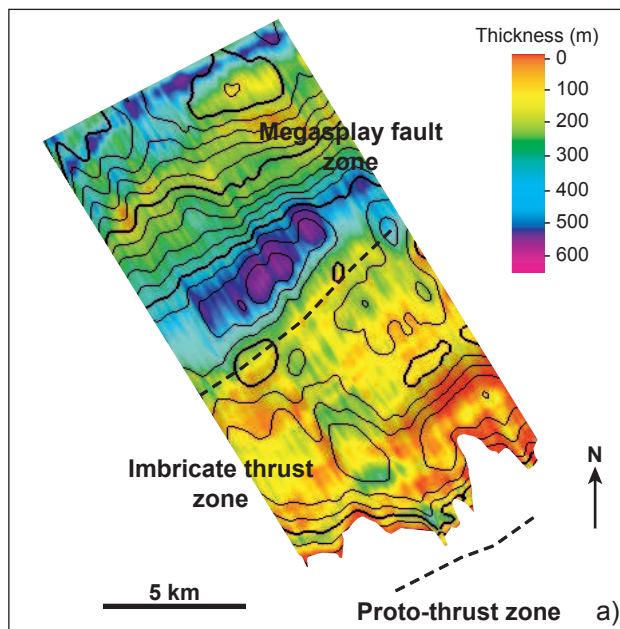 Thickness (m)
0
100
200
300
400
500
600
Megasplay fault
zone
Imbricate thrust
zone
N
5 km
Proto-thrust zone
a)